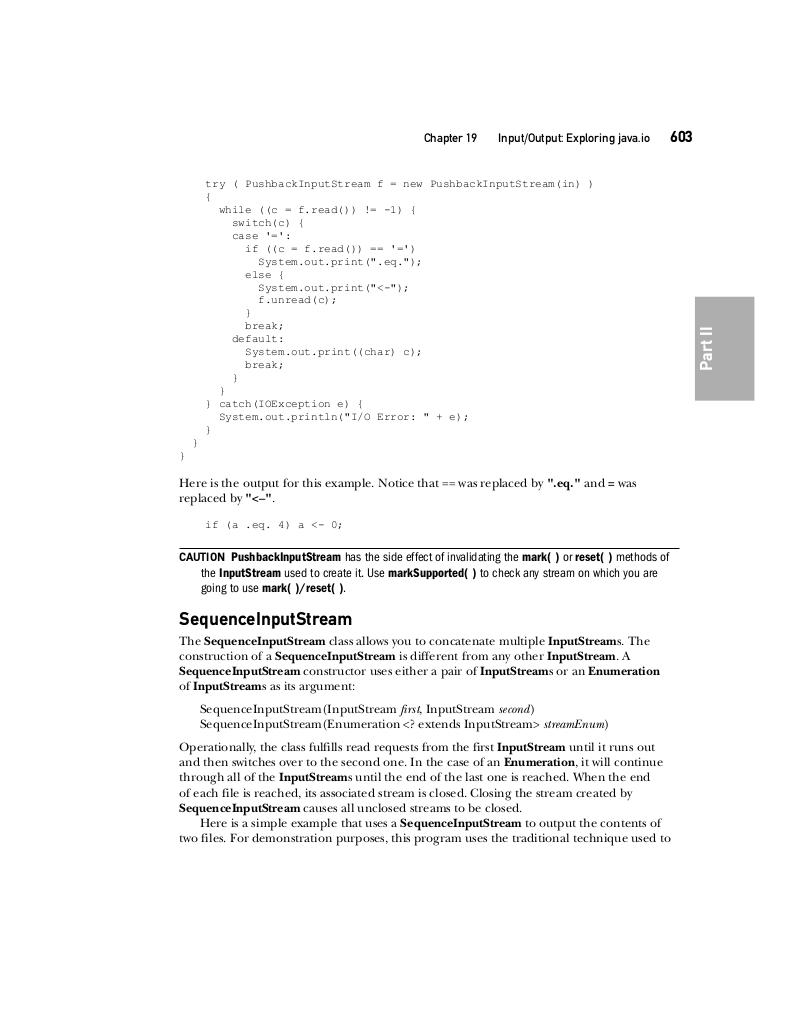 Chapter 19 Input/Output: Exploring java.io 603
try ( PushbackInputStream f = new PushbackInputStream(in) )
{
while ((c = f.read()) != -1) {
switch(c) {
case '=':
if ((c = f.read()) == '=')
System.out.print(".eq.");
else {
System.out.print("<-");
f.unread(c);
}
break;
default:
System.out.print((char) c);
break;
}
}
} catch(IOException e) {
System.out.println("I/O Error: " + e);
}
}
}
Part II
Here is the output for this example. Notice that == was replaced by ".eq." and = was
replaced by "<–".
if (a .eq. 4) a <- 0;
CAUTION PushbackInputStream has the side effect of invalidating the mark( ) or reset( ) methods of
the InputStream used to create it. Use markSupported( ) to check any stream on which you are
going to use mark( )/reset( ).
SequenceInputStream
The SequenceInputStream class allows you to concatenate multiple InputStreams. The
construction of a SequenceInputStream is different from any other InputStream. A
SequenceInputStream constructor uses either a pair of InputStreams or an Enumeration
of InputStreams as its argument:
SequenceInputStream(InputStream first, InputStream second)
SequenceInputStream(Enumeration <? extends InputStream> streamEnum)
Operationally, the class fulfills read requests from the first InputStream until it runs out
and then switches over to the second one. In the case of an Enumeration, it will continue
through all of the InputStreams until the end of the last one is reached. When the end
of each file is reached, its associated stream is closed. Closing the stream created by
SequenceInputStream causes all unclosed streams to be closed.
Here is a simple example that uses a SequenceInputStream to output the contents of
two files. For demonstration purposes, this program uses the traditional technique used to